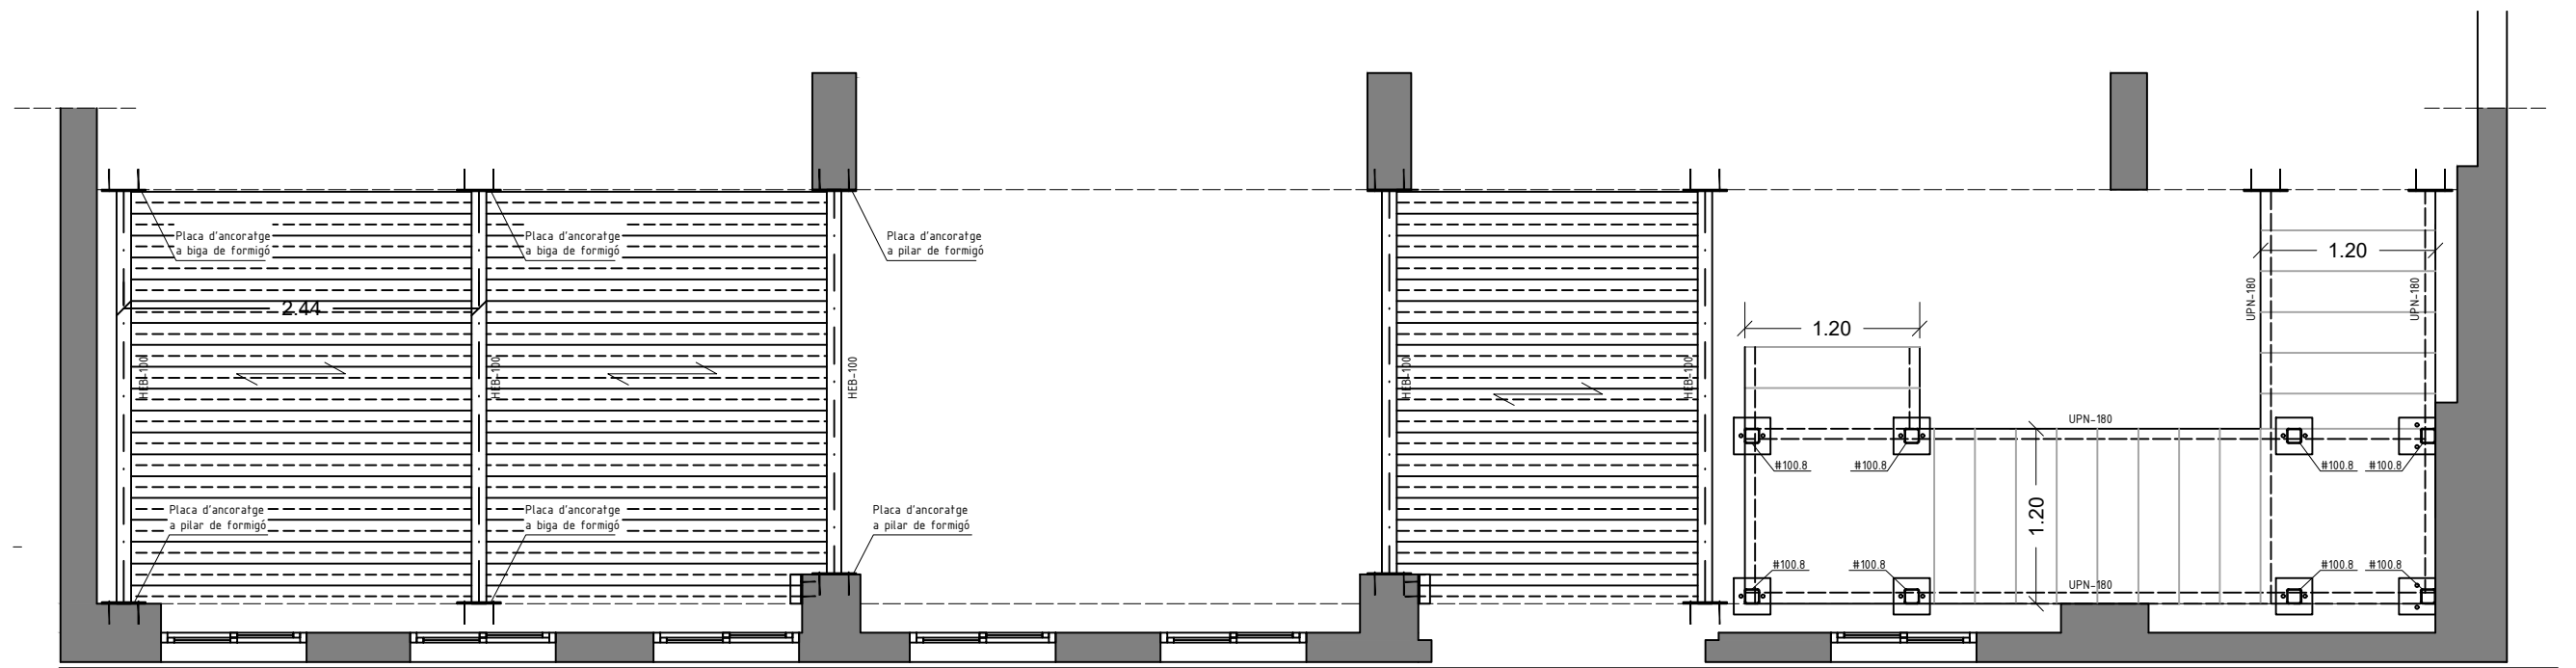 Placa d'ancoratge
a biga de formigó
Placa d'ancoratge
a biga de formigó
Placa d'ancoratge
a pilar de formigó
1.20
2.44
UPN-180
UPN-180
1.20
HEB-100
HEB-100
HEB-100
HEB-100
HEB-100
UPN-180
#100.8
#100.8
#100.8
#100.8
Placa d'ancoratge
a pilar de formigó
Placa d'ancoratge
a biga de formigó
Placa d'ancoratge
a pilar de formigó
1.20
#100.8
#100.8
#100.8
#100.8
UPN-180